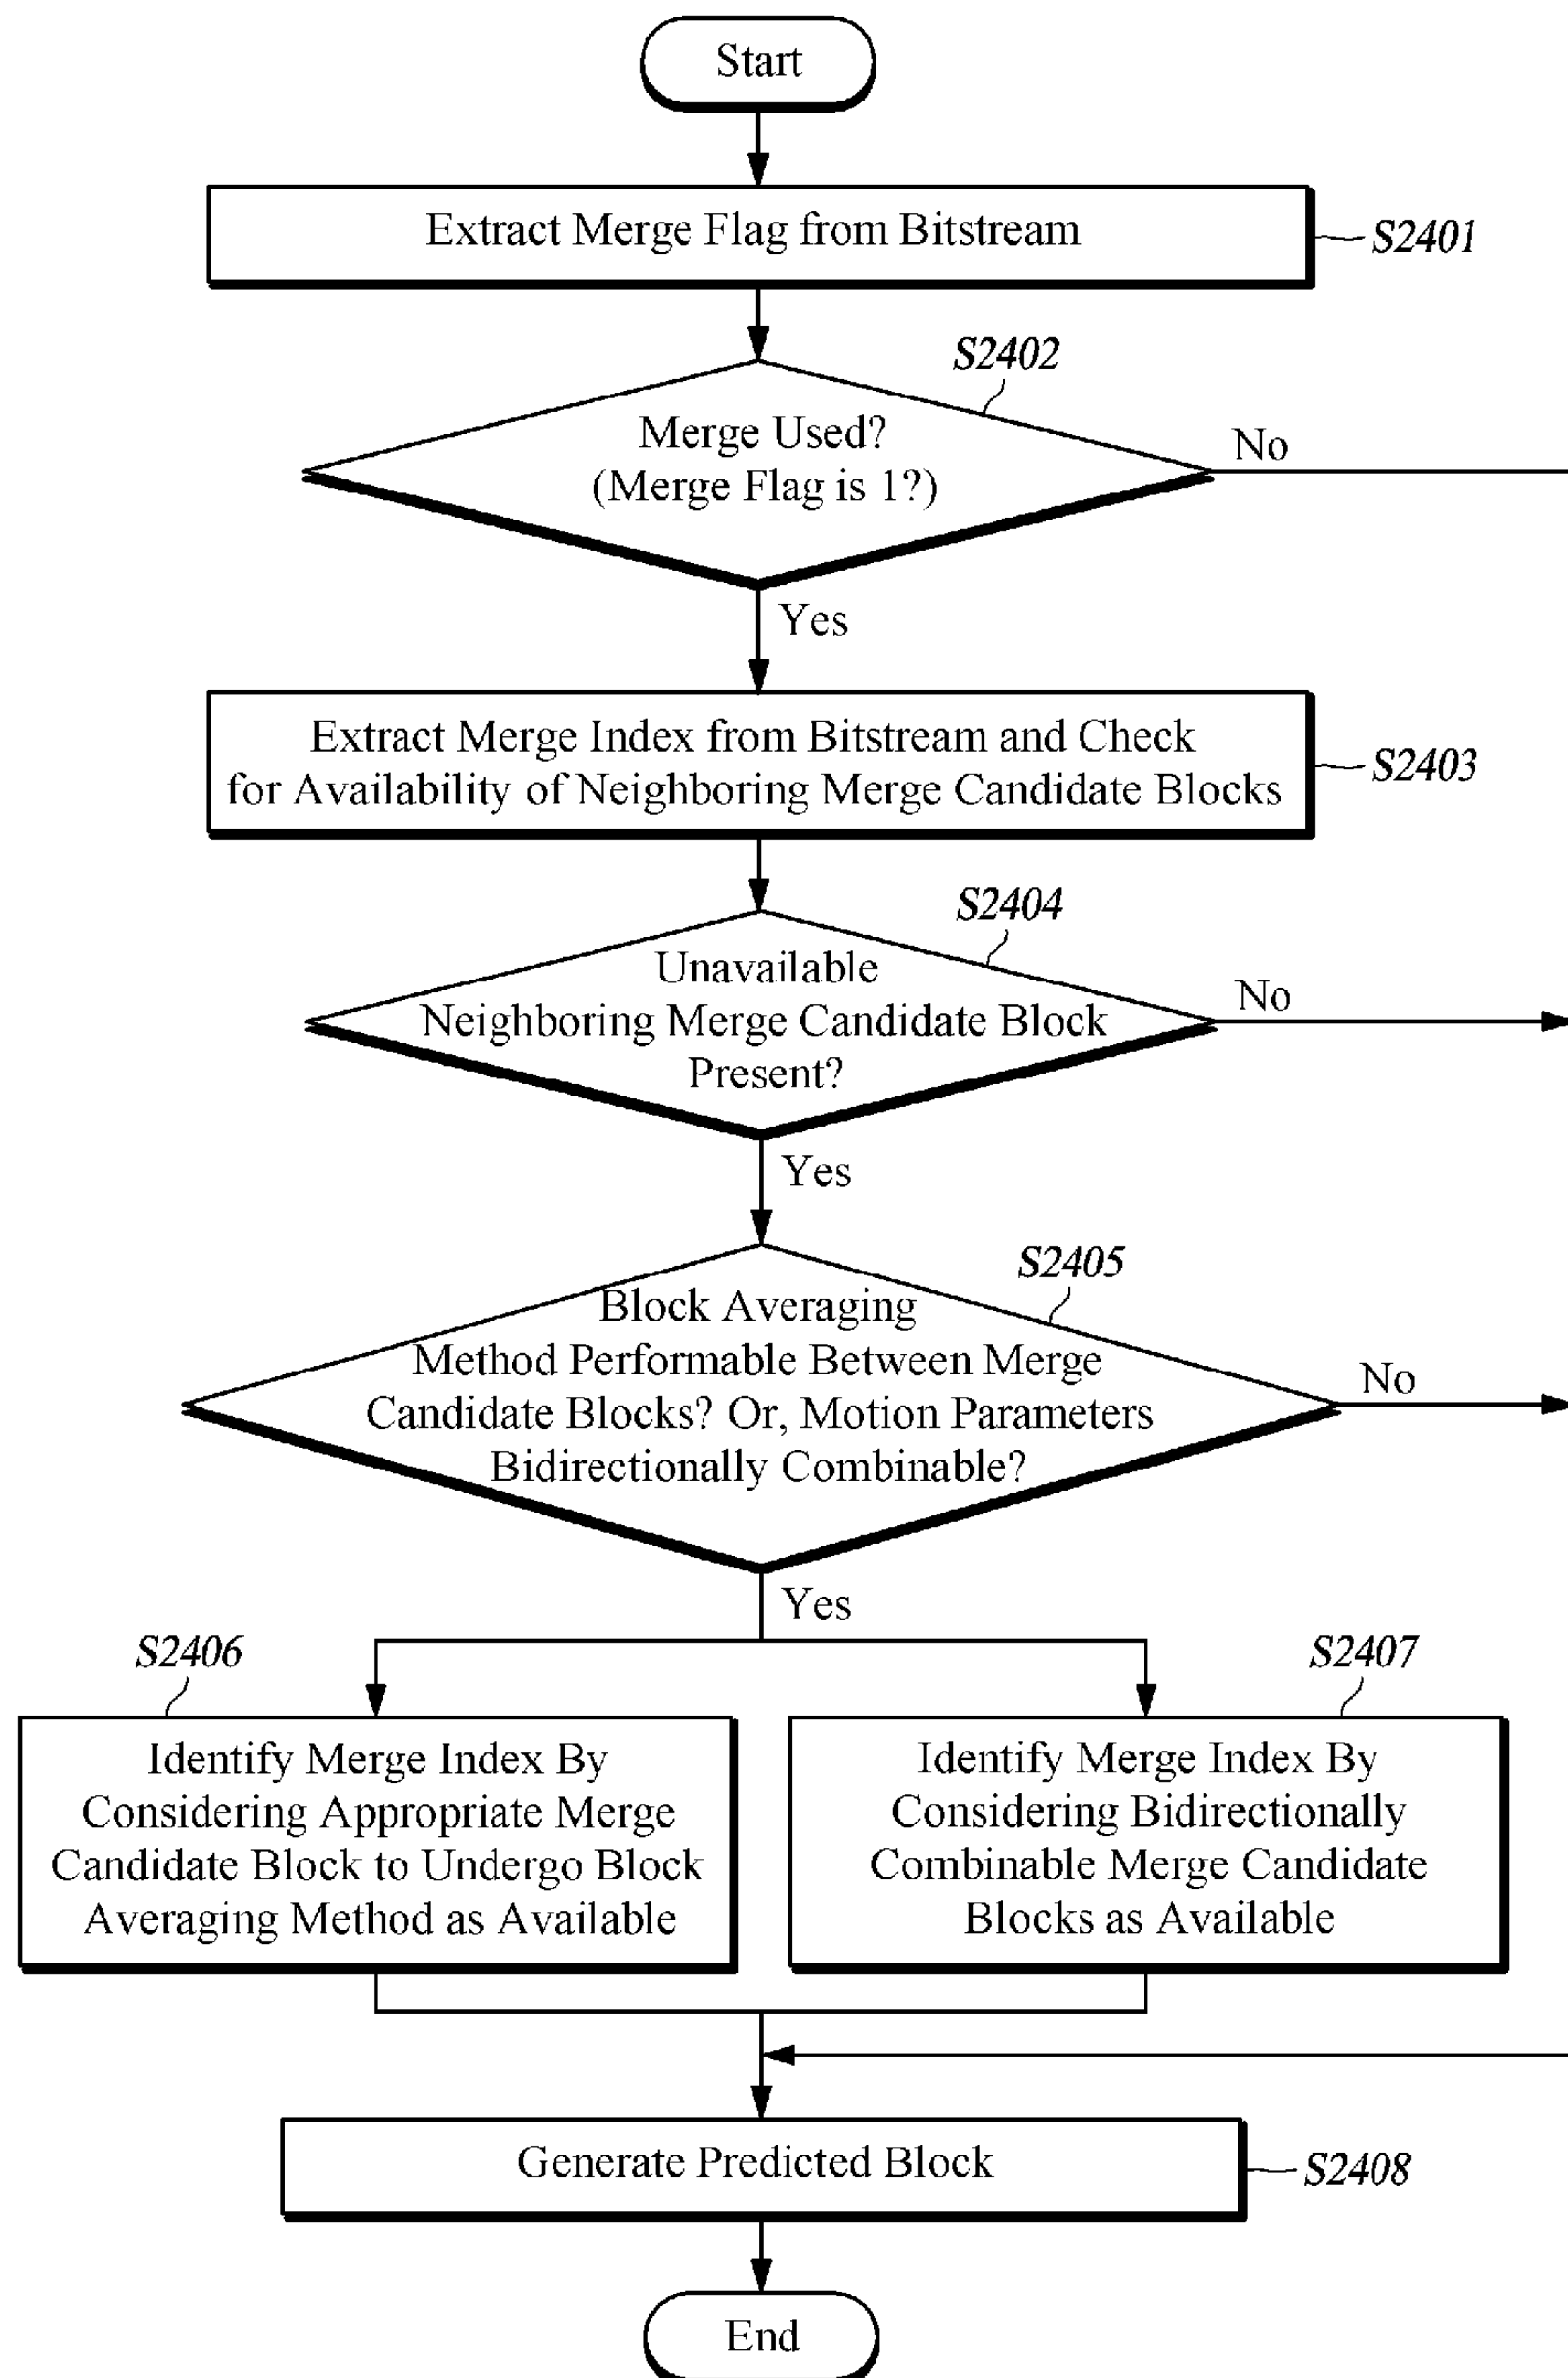 Start
Extract Merge Flag from Bitstream
S2401
S2402
Merge Used?
(Merge Flag is 1?)
No
Yes
Extract Merge Index from Bitstream and Check
for Availability of Neighboring Merge Candidate Blocks
S2403
S2404
Unavailable
Neighboring Merge Candidate Block
Present?
No
Yes
S2405
Block Averaging
Method Performable Between Merge
Candidate Blocks? Or, Motion Parameters
Bidirectionally Combinable?
No
Yes
S2406
Identify Merge Index By
Considering Appropriate Merge
Candidate Block to Undergo Block
Averaging Method as Available
S2407
Identify Merge Index By
Considering Bidirectionally
Combinable Merge Candidate
Blocks as Available
Generate Predicted Block
S2408
End